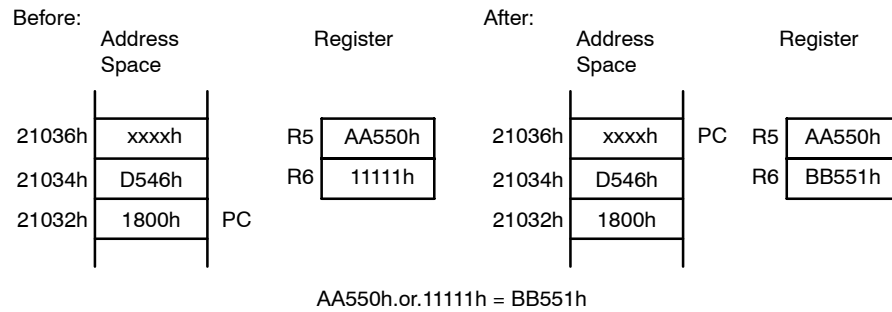 Before:
Address Space
Register
21036h xxxxh R5 AA550h
21034h D546h R6 11111h
21032h 1800h PC
After:
Address Space
Register
21036h xxxxh PC R5 AA550h
21034h D546h R6 BB551h
21032h 1800h
AA550h.or.11111h = BB551h